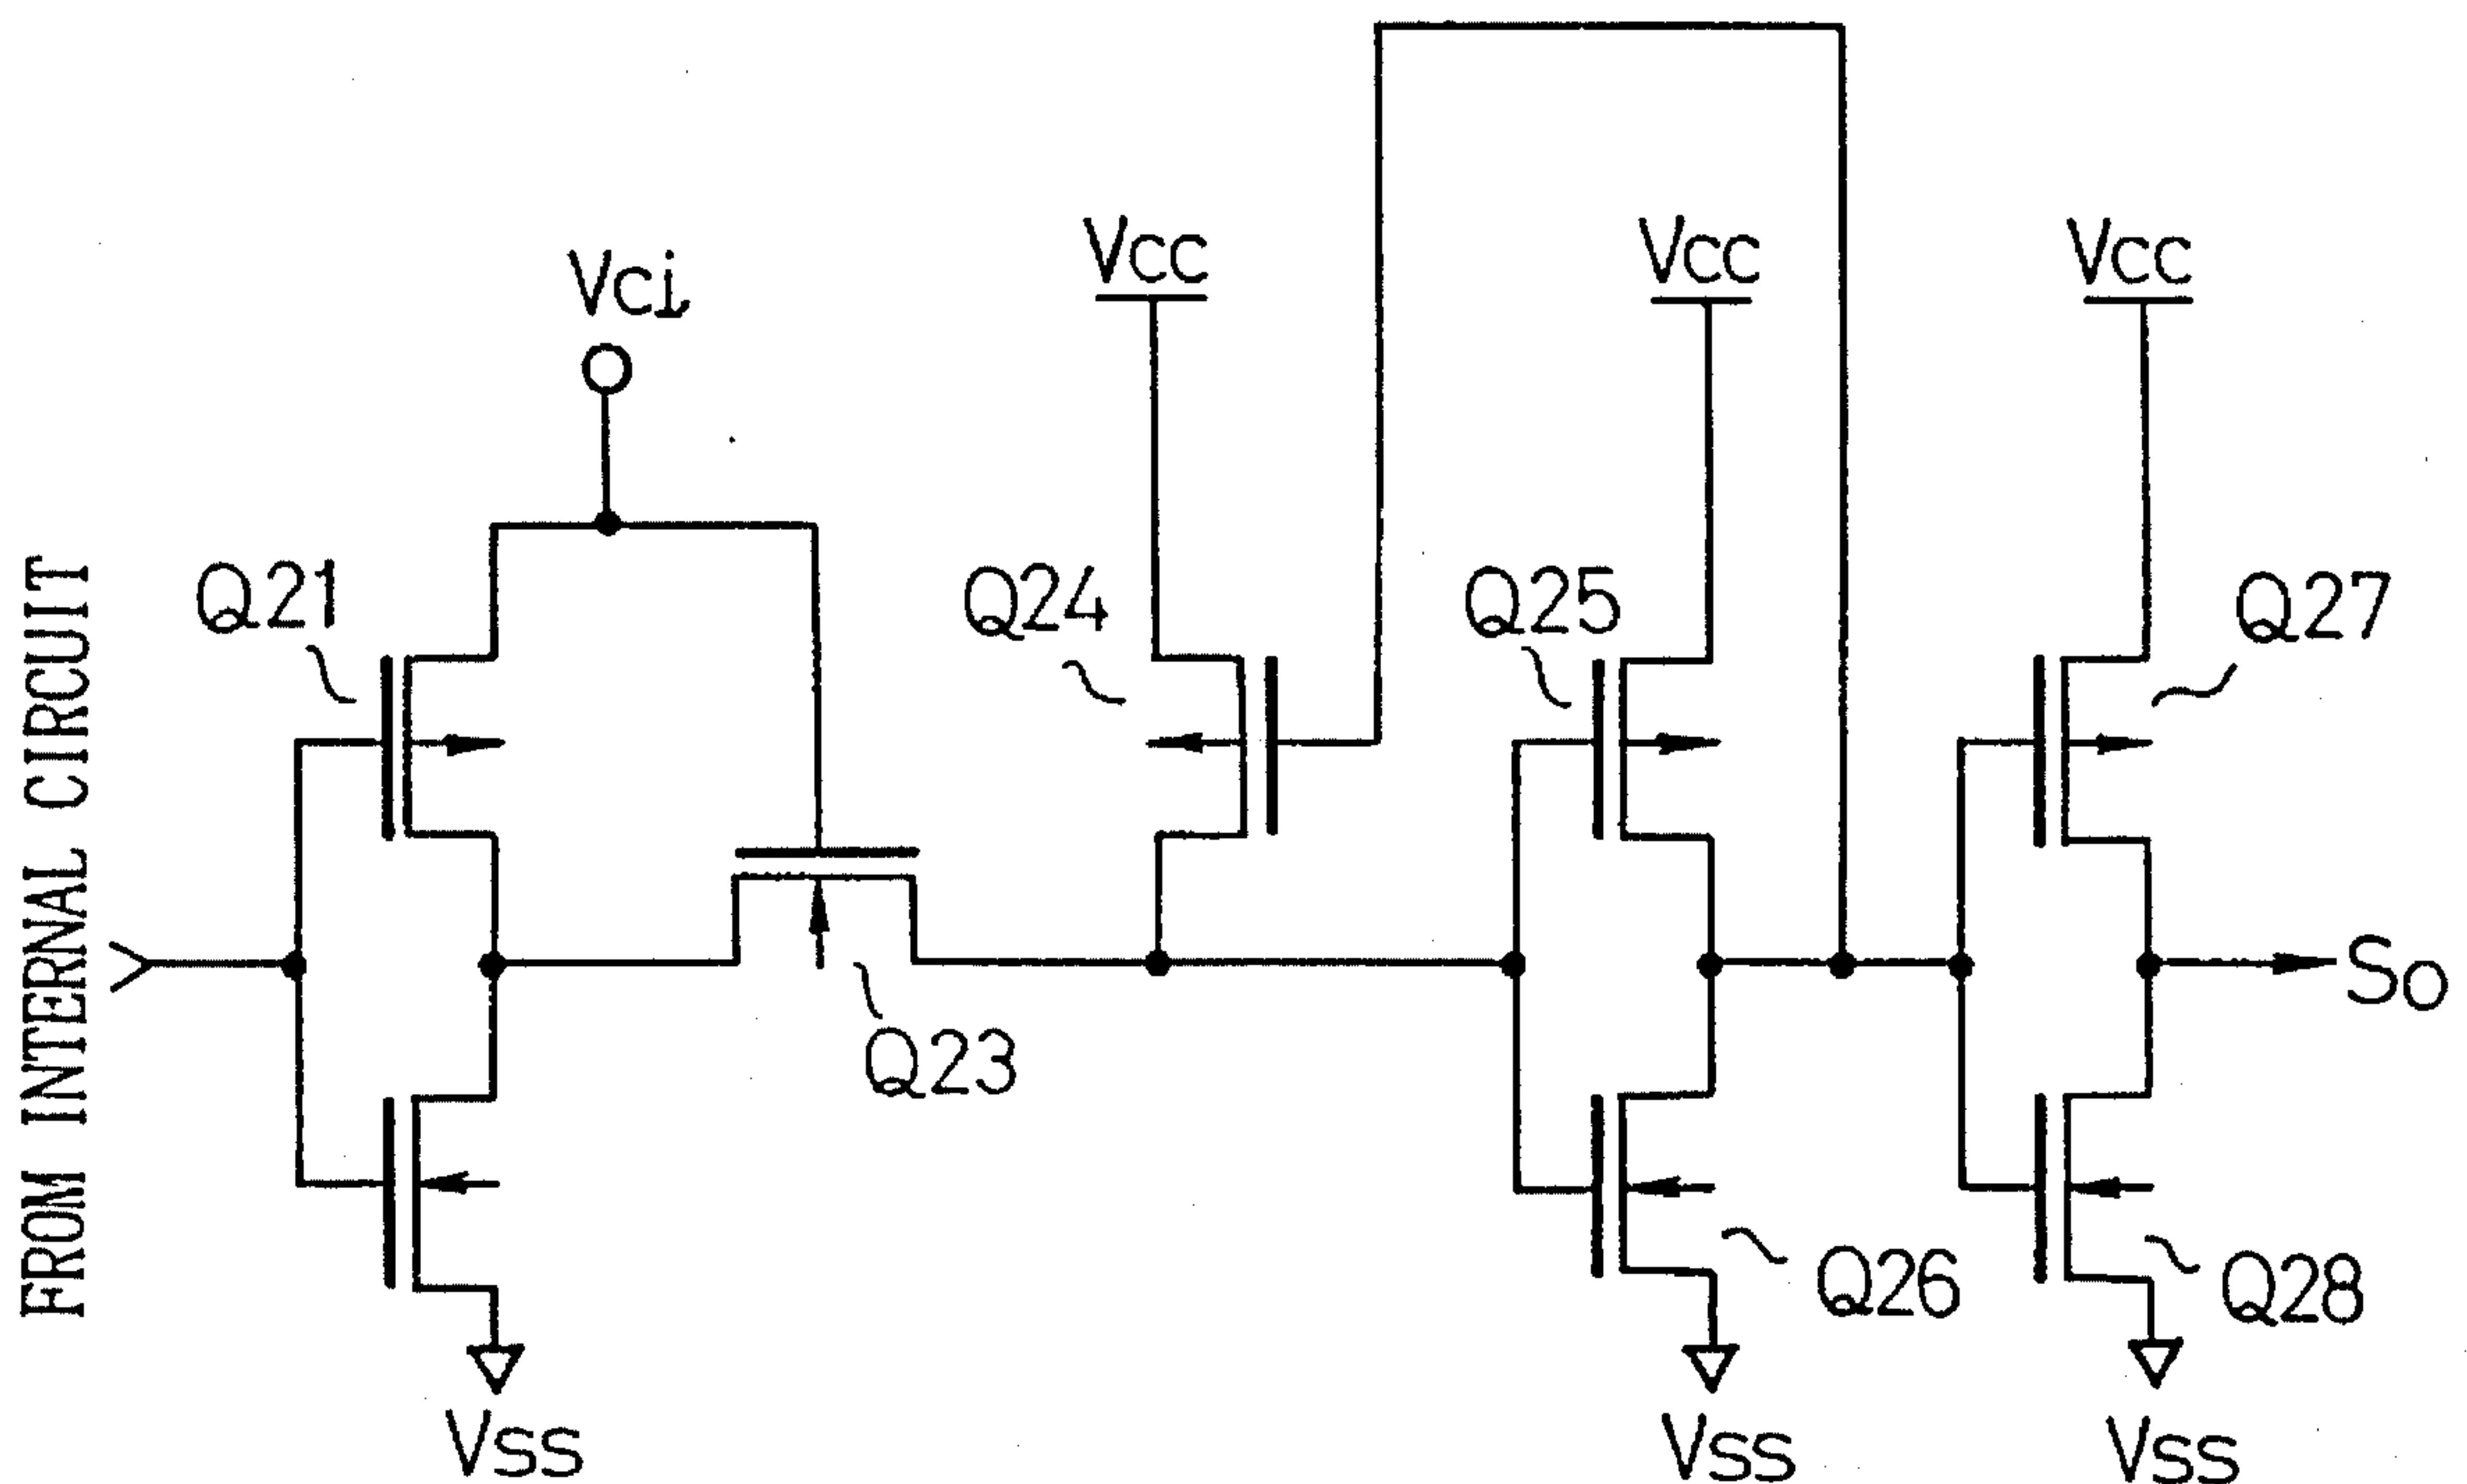 FROM INTERNAL CIRCUIT
Vci
Vcc
Vcc
Vcc
Q21
Q24
Q25
Q27
Q23
So
Q26
Q28
Vss
Vss
Vss